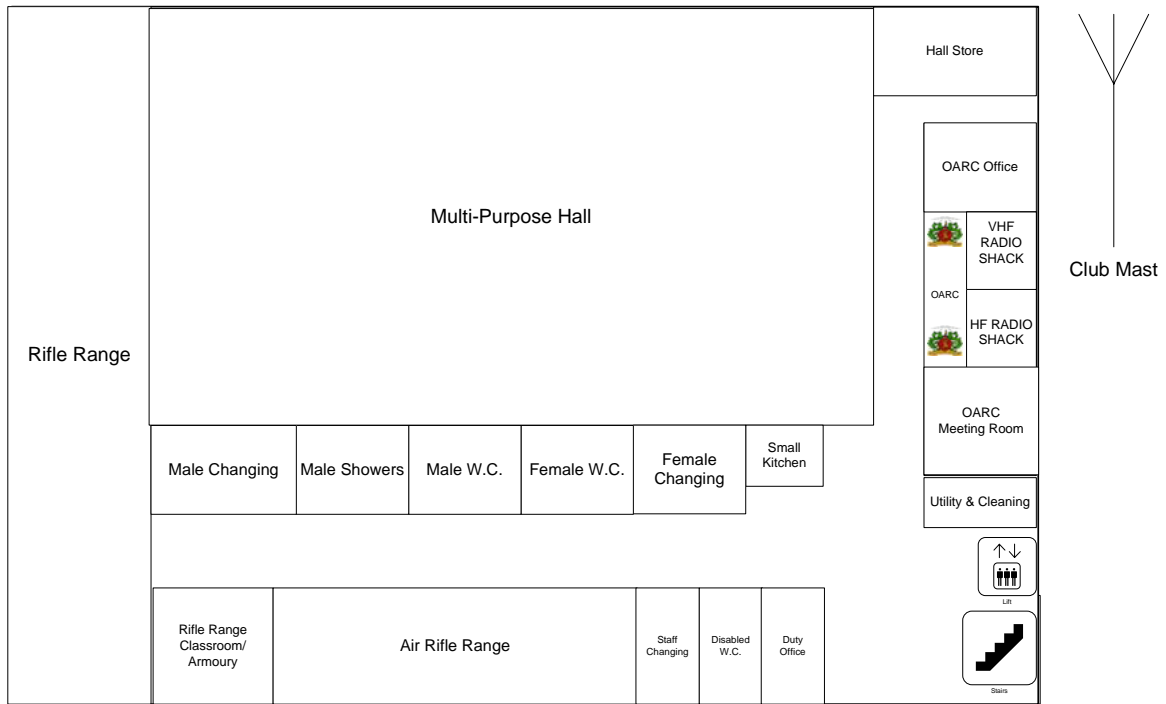 Hall Store
OARC Office
Multi-Purpose Hall
VHF
RADIO
SHACK
Club Mast
OARC
HF RADIO
SHACK
Rifle Range
OARC
Meeting Room
Male Changing
Male Showers
Male W.C.
Female W.C.
Female
Changing
Small
Kitchen
Utility & Cleaning
Lift
Rifle Range
Classroom/
Armoury
Air Rifle Range
Staff
Changing
Disabled
W.C.
Duty
Office
Stairs